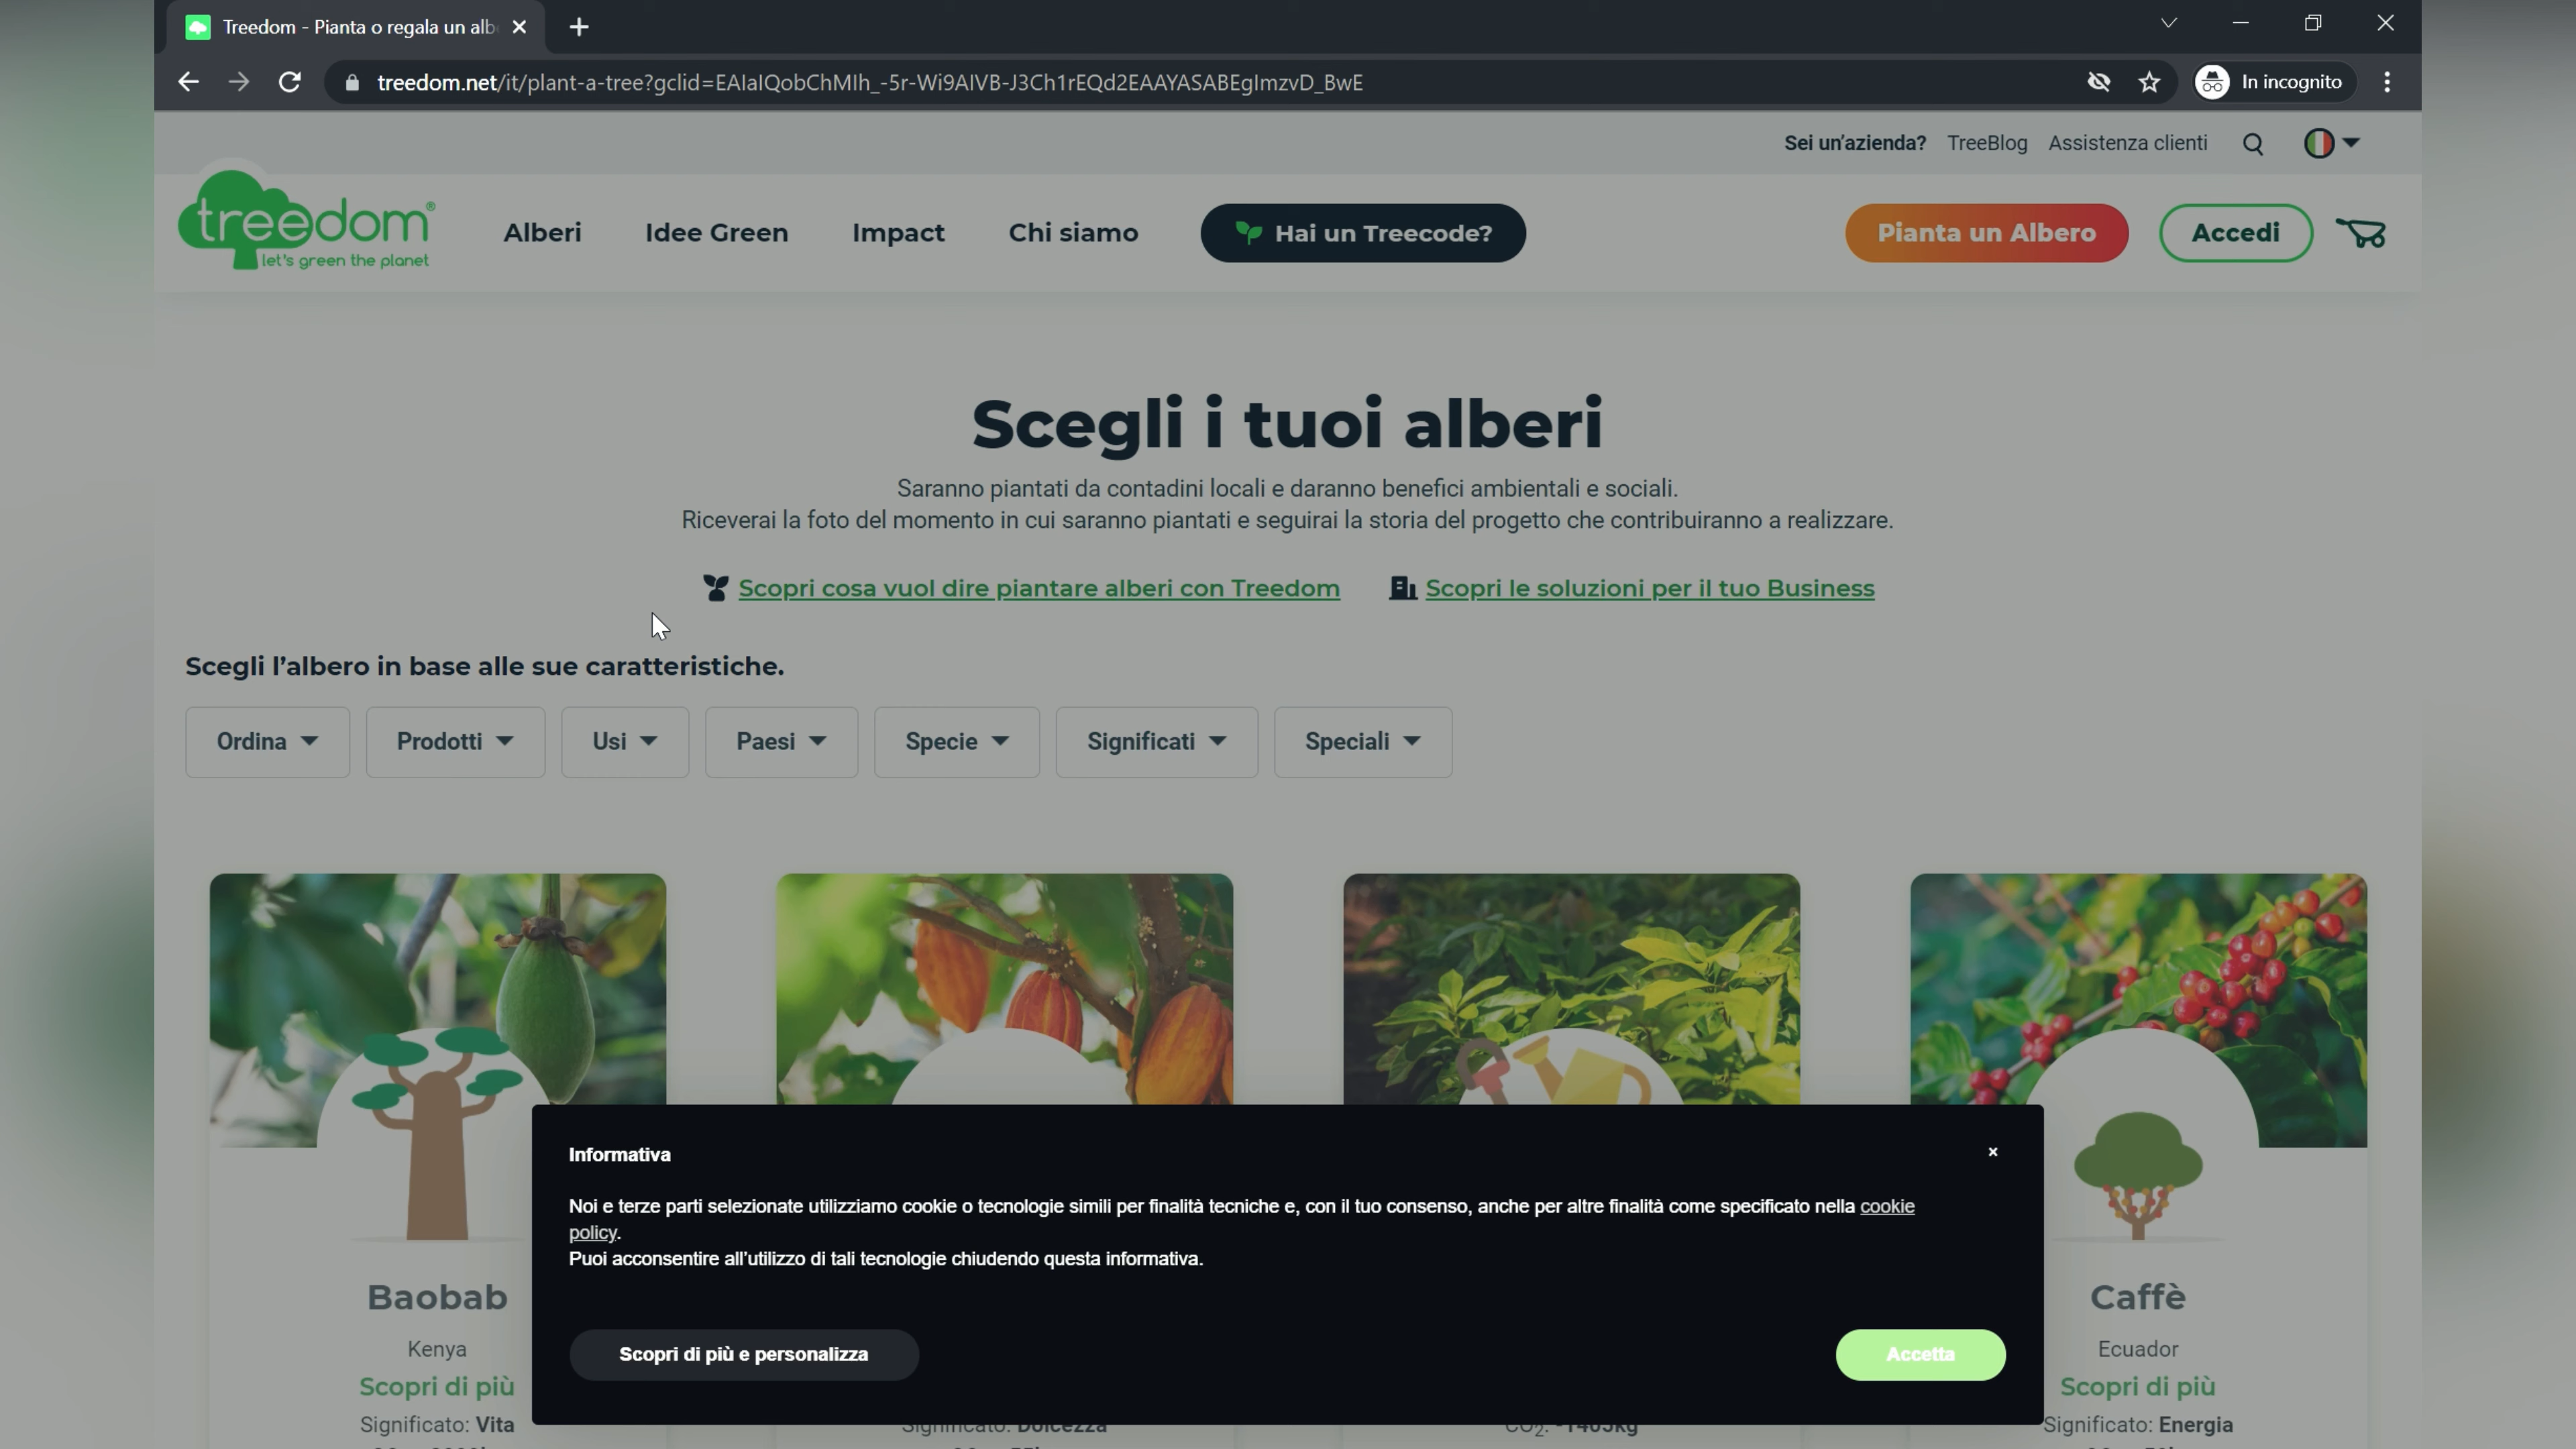 Treedom - Pianta o regala un alb
treedom.net/it/plant-a-tree?gclid=EAIaIQobChMIh_-5r-Wi9AIVB-J3Ch1rEQd2EAAYASABEgImzvD_BwE
In incognito
Sei un'azienda? TreeBlog Assistenza clienti
treedom®
let's green the planet
Alberi Idee Green Impact Chi siamo Hai un Treecode? Pianta un Albero Accedi
Scegli i tuoi alberi
Saranno piantati da contadini locali e daranno benefici ambientali e sociali.
Riceverai la foto del momento in cui saranno piantati e seguirai la storia del progetto che contribuiranno a realizzare.
Scopri cosa vuol dire piantare alberi con Treedom Scopri le soluzioni per il tuo Business
Scegli l'albero in base alle sue caratteristiche.
Ordina Prodotti Usi Paesi Specie Significati Speciali
Informativa
×
Noi e terze parti selezionate utilizziamo cookie o tecnologie simili per finalità tecniche e, con il tuo consenso, anche per altre finalità come specificato nella cookie
policy.
Puoi acconsentire all'utilizzo di tali tecnologie chiudendo questa informativa.
Scopri di più e personalizza Accetta
Baobab
Kenya
Scopri di più
Significato: Vita
Significato: Dolcezza
CO2: -1405kg
Caffè
Ecuador
Scopri di più
Significato: Energia